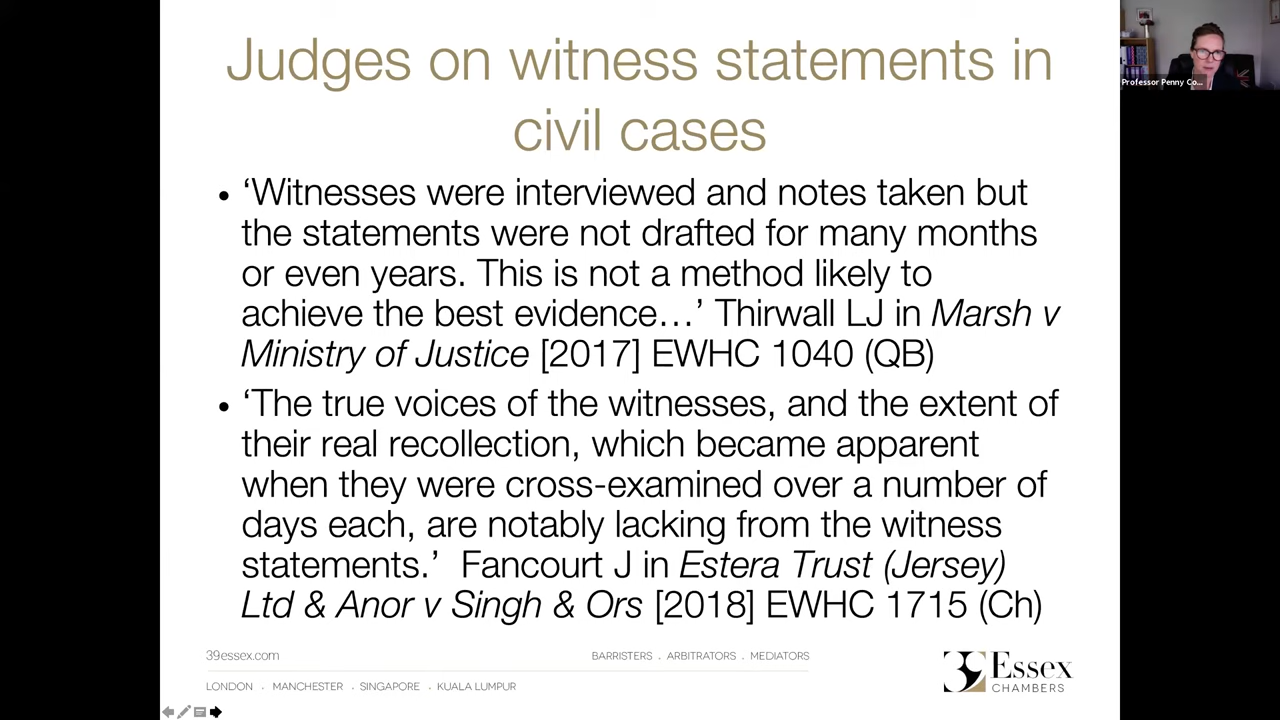 Judges on witness statements in
civil cases
• ‘Witnesses were interviewed and notes taken but
the statements were not drafted for many months
or even years. This is not a method likely to
achieve the best evidence…’ Thirwall LJ in Marsh v
Ministry of Justice [2017] EWHC 1040 (QB)
• ‘The true voices of the witnesses, and the extent of
their real recollection, which became apparent
when they were cross-examined over a number of
days each, are notably lacking from the witness
statements.’ Fancourt J in Estera Trust (Jersey)
Ltd & Anor v Singh & Ors [2018] EWHC 1715 (Ch)
39essex.com
BARRISTERS . ARBITRATORS . MEDIATORS
LONDON . MANCHESTER . SINGAPORE . KUALA LUMPUR
39 Essex
CHAMBERS
Professor Penny Co...